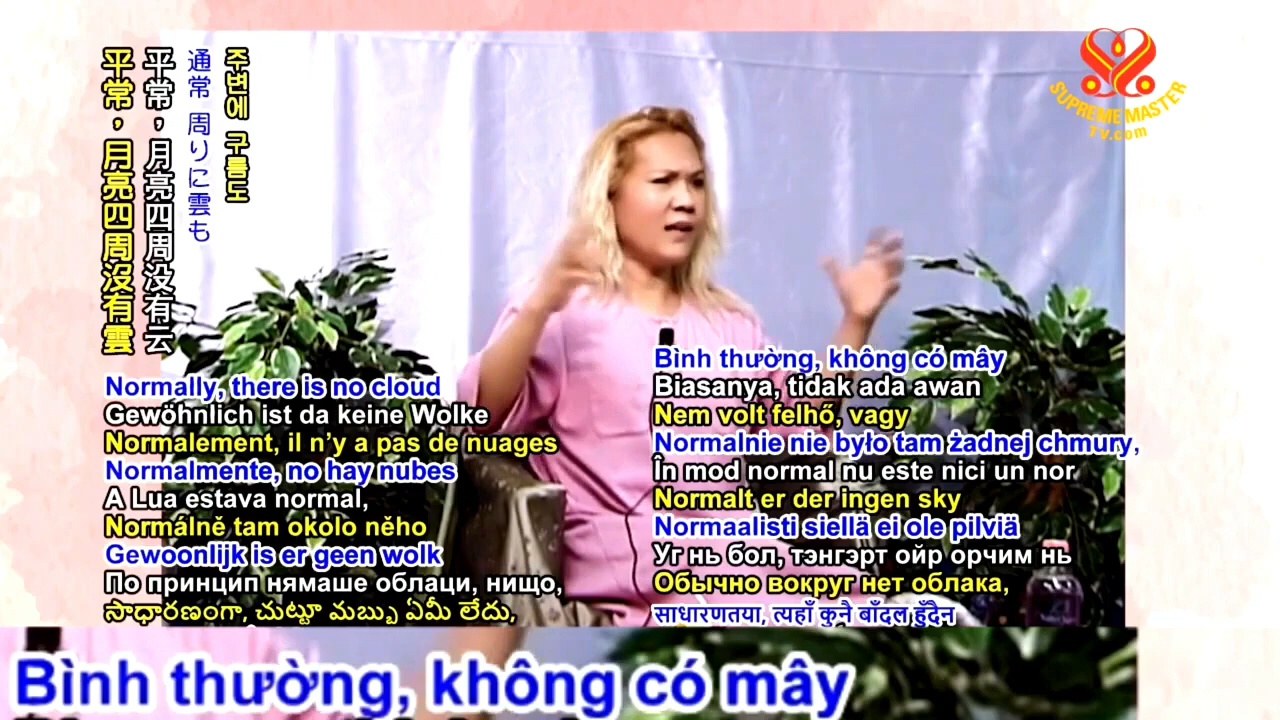 주변에 구름도
通常 周りに雲も
平常，月亮四周没有云
平常，月亮四周沒有雲
SUPREME MASTER
TV.com
Normally, there is no cloud
Gewöhnlich ist da keine Wolke
Normalement, il n’y a pas de nuages
Normalmente, no hay nubes
A Lua estava normal,
Normálně tam okolo něho
Gewoonlijk is er geen wolk
По принцип нямаше облаци, нищо,
సాధారణంగా, చుట్టూ మబ్బు ఏమీ లేదు,
Bình thường, không có mây
Biasanya, tidak ada awan
Nem volt felhő, vagy
Normalnie nie było tam żadnej chmury,
În mod normal nu este nici un nor
Normalt er der ingen sky
Normaalisti siellä ei ole pilviä
Уг нь бол, тэнгэрт ойр орчим нь
Обычно вокруг нет облака,
साधारणतया, त्यहाँ कुनै बाँदल हुँदैन
Bình thường, không có mây